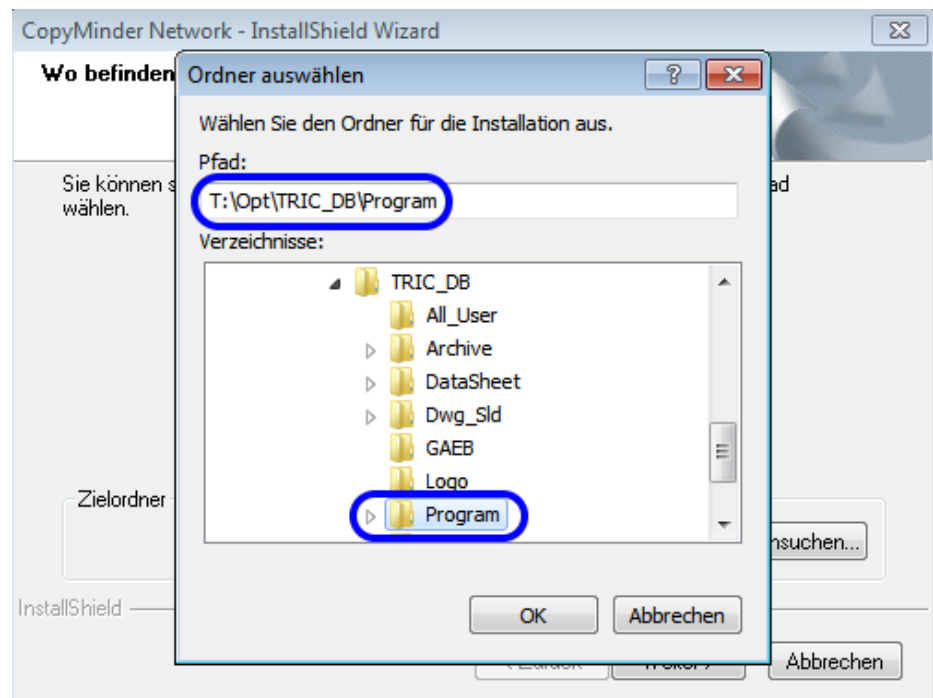 CopyMinder Network - InstallShield Wizard
Wo befinden
Ordner auswählen
Wählen Sie den Ordner für die Installation aus.
Pfad:
Sie können s
ad
wählen.
T:\Opt\TRIC_DB\Program
Verzeichnisse:
TRIC_DB
All_User
Archive
DataSheet
Dwg_Sld
GAEB
Logo
Program
Zielordner
nsuchen...
InstallShield
OK
Abbrechen
Abbrechen